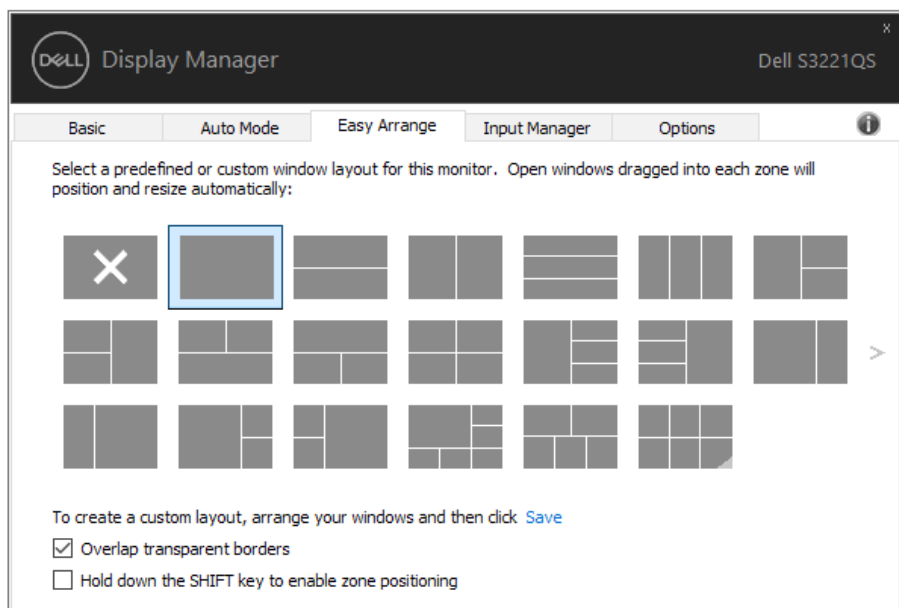 x
DELL Display Manager Dell S3221QS
Basic Auto Mode Easy Arrange Input Manager Options
Select a predefined or custom window layout for this monitor. Open windows dragged into each zone will
position and resize automatically:
>
To create a custom layout, arrange your windows and then click Save
Overlap transparent borders
Hold down the SHIFT key to enable zone positioning